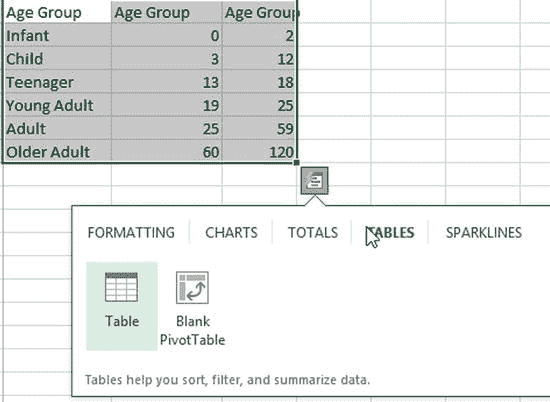 Age Group Age Group Age Group
Infant 0 2
Child 3 12
Teenager 13 18
Young Adult 19 25
Adult 25 59
Older Adult 60 120
FORMATTING CHARTS TOTALS TABLES SPARKLINES
Table Blank
PivotTable
Tables help you sort, filter, and summarize data.